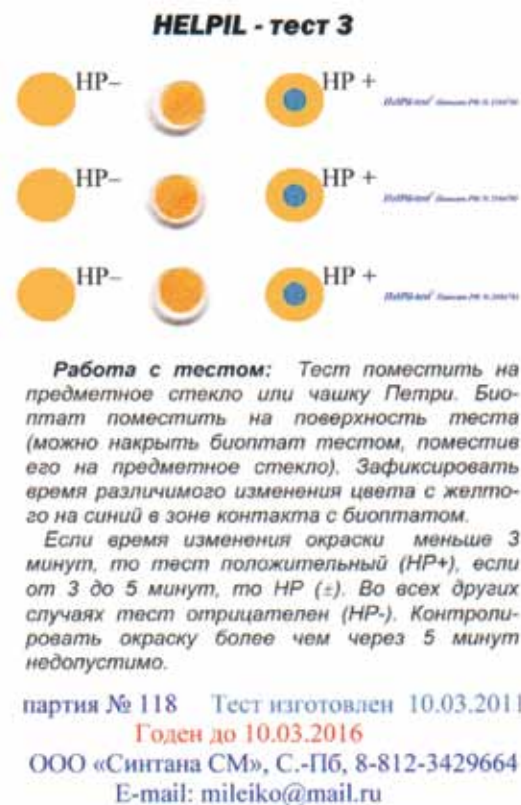 HELPIL - тест 3
HP– HP +
HP– HP +
HP– HP +
Работа с тестом: Тест поместить на
предметное стекло или чашку Петри. Био-
птат поместить на поверхность теста
(можно накрыть биоптат тестом, поместив
его на предметное стекло). Зафиксировать
время различимого изменения цвета с желто-
го на синий в зоне контакта с биоптатом.
Если время изменения окраски меньше 3
минут, то тест положительный (HP+), если
от 3 до 5 минут, то HP (±). Во всех других
случаях тест отрицателен (HP-). Контроли-
ровать окраску более чем через 5 минут
недопустимо.
партия № 118 Тест изготовлен 10.03.2011
Годен до 10.03.2016
ООО «Синтана СМ», С.-Пб, 8-812-3429664
E-mail: mileiko@mail.ru